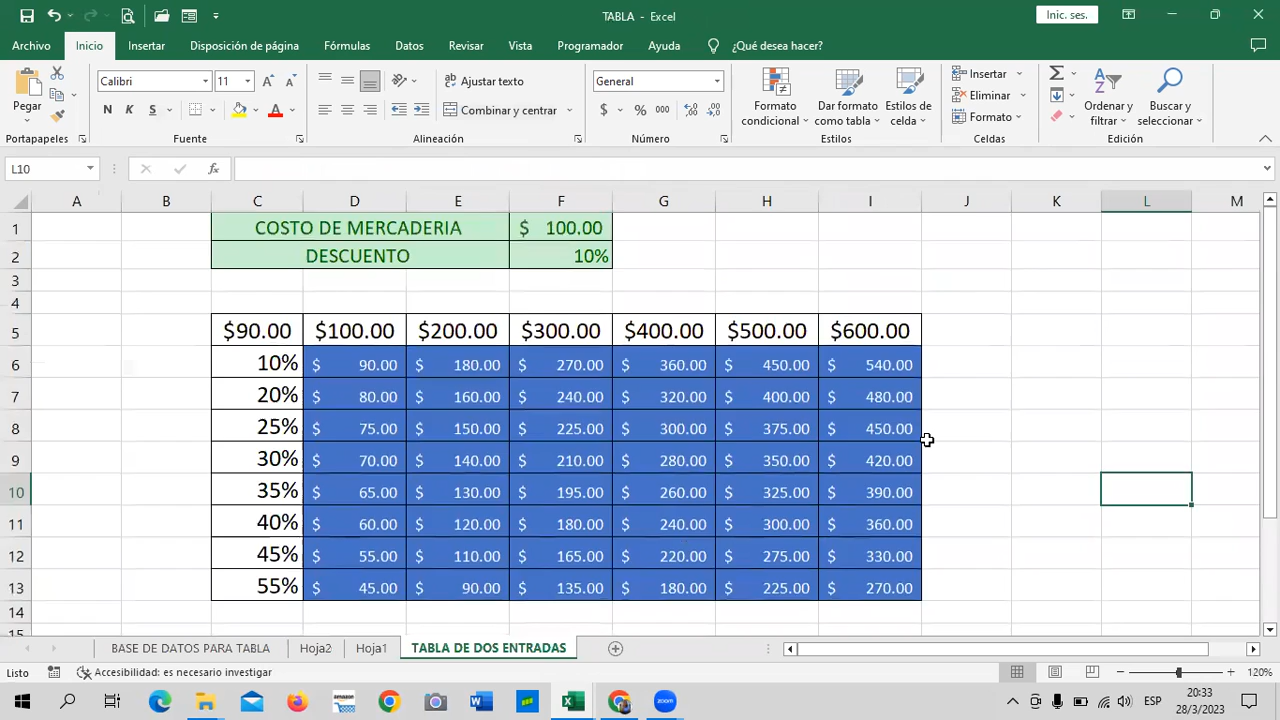 TABLA - Excel
Inic. ses.
Archivo Inicio Insertar Disposición de página Fórmulas Datos Revisar Vista Programador Ayuda ¿Qué desea hacer?
Pegar
Calibri 11
N K S
Ajustar texto
Combinar y centrar
General
$ % 000
Formato condicional
Dar formato como tabla
Estilos de celda
Insertar
Eliminar
Formato
Ordenar y filtrar
Buscar y seleccionar
Portapapeles Fuente Alineación Número Estilos Celdas Edición
L10 fx
A B C D E F G H I J K L M
1 COSTO DE MERCADERIA $ 100.00
2 DESCUENTO 10%
3
4
5 $90.00 $100.00 $200.00 $300.00 $400.00 $500.00 $600.00
6 10% $ 90.00 $ 180.00 $ 270.00 $ 360.00 $ 450.00 $ 540.00
7 20% $ 80.00 $ 160.00 $ 240.00 $ 320.00 $ 400.00 $ 480.00
8 25% $ 75.00 $ 150.00 $ 225.00 $ 300.00 $ 375.00 $ 450.00
9 30% $ 70.00 $ 140.00 $ 210.00 $ 280.00 $ 350.00 $ 420.00
10 35% $ 65.00 $ 130.00 $ 195.00 $ 260.00 $ 325.00 $ 390.00
11 40% $ 60.00 $ 120.00 $ 180.00 $ 240.00 $ 300.00 $ 360.00
12 45% $ 55.00 $ 110.00 $ 165.00 $ 220.00 $ 275.00 $ 330.00
13 55% $ 45.00 $ 90.00 $ 135.00 $ 180.00 $ 225.00 $ 270.00
14
15
BASE DE DATOS PARA TABLA Hoja2 Hoja1 TABLA DE DOS ENTRADAS
Listo Accesibilidad: es necesario investigar 120%
amazon zoom ESP 20:33
28/3/2023